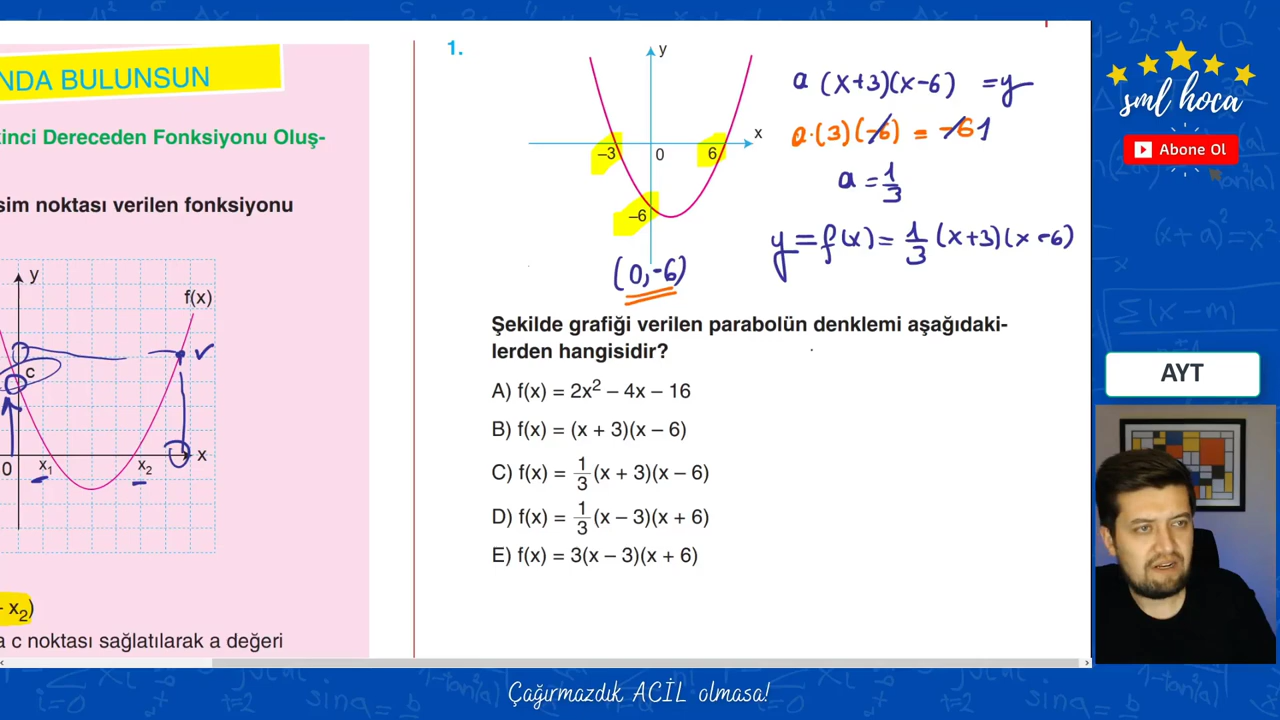 NDA BULUNSUN
kinci Dereceden Fonksiyonu Oluş-
sim noktası verilen fonksiyonu
y
f(x)
c
0
x1
x2
x
– x2)
a c noktası sağlatılarak a değeri
1.
y
x
–3
0
6
–6
(0,-6)
a (x+3)(x-6) = y
a·(3)(-6) = -6 1
a = 1/3
y = f(x) = 1/3 (x+3)(x-6)
Şekilde grafiği verilen parabolün denklemi aşağıdaki-
lerden hangisidir?
A) f(x) = 2x² – 4x – 16
B) f(x) = (x + 3)(x – 6)
C) f(x) = 1/3 (x + 3)(x – 6)
D) f(x) = 1/3 (x – 3)(x + 6)
E) f(x) = 3(x – 3)(x + 6)
sml hoca
Abone Ol
AYT
Çağırmazdık ACİL olmasa!